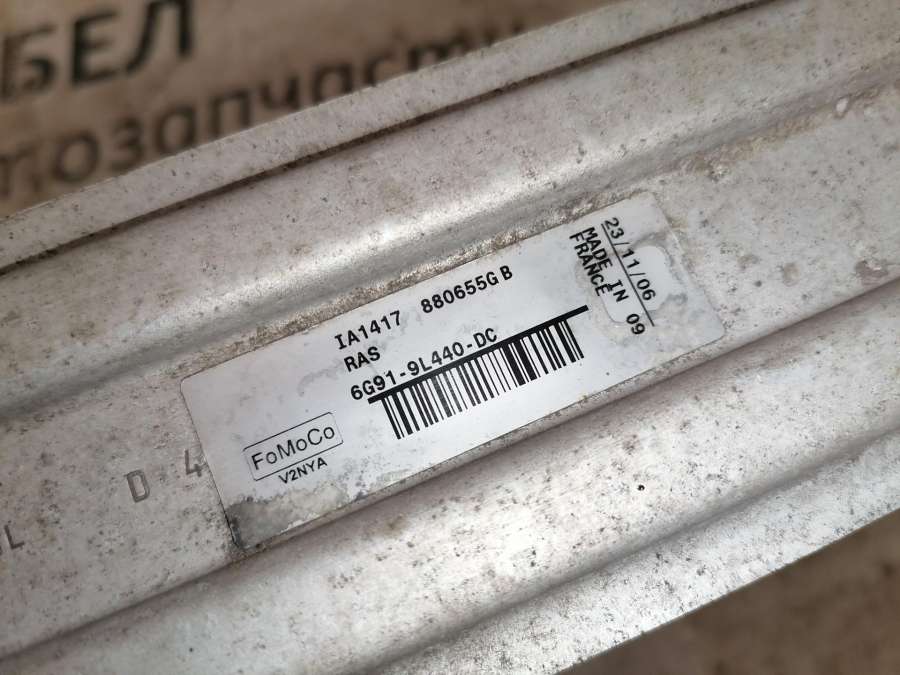 БЕЛ
тозапчасти
23/11/06
MADE IN 09
FRANCE
IA1417 880655G B
RAS
6G91-9L440-DC
FoMoCo
V2NYA
D 4